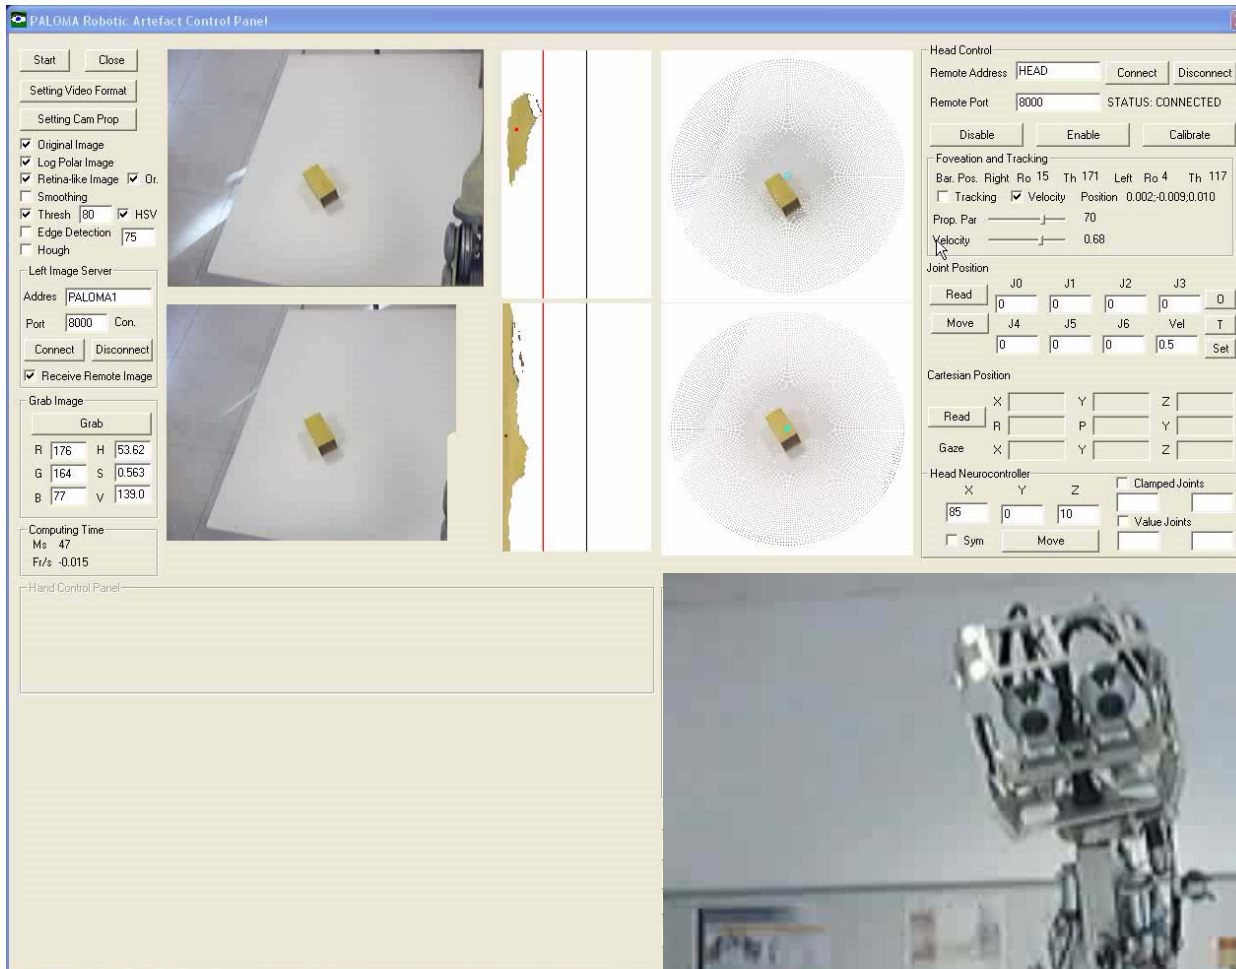 PALOMA Robotic Artefact Control Panel
Start Close
Setting Video Format
Setting Cam Prop
Original Image
Log Polar Image
Retina-like Image Or.
Smoothing
Thresh 80 HSV
Edge Detection 75
Hough
Left Image Server
Addres PALOMA1
Port 8000 Con.
Connect Disconnect
Receive Remote Image
Grab Image
Grab
R 176 H 53.62
G 164 S 0.563
B 77 V 139.0
Computing Time
Ms 47
Fr/s -0.015
Hand Control Panel
Head Control
Remote Address HEAD Connect Disconnect
Remote Port 8000 STATUS: CONNECTED
Disable Enable Calibrate
Foveation and Tracking
Bar. Pos. Right Ro 15 Th 171 Left Ro 4 Th 117
Tracking Velocity Position 0.002;-0.009;0.010
Prop. Par 70
Velocity 0.68
Joint Position
J0 J1 J2 J3
Read 0 0 0 0 O
Move J4 J5 J6 Vel T
0 0 0 0.5 Set
Cartesian Position
X Y Z
Read R P Y
Gaze X Y Z
Head Neurocontroller
X Y Z Clamped Joints
85 0 10 Value Joints
Sym Move